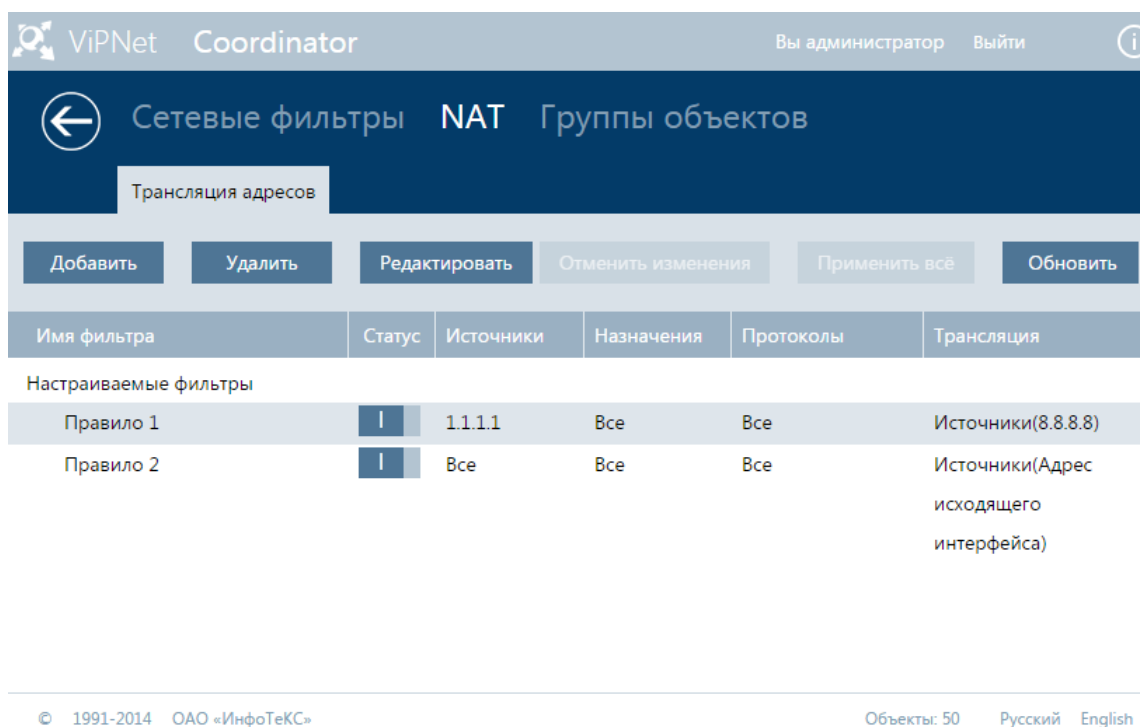 ViPNet Coordinator Вы администратор Выйти i
Сетевые фильтры NAT Группы объектов
Трансляция адресов
Добавить Удалить Редактировать Отменить изменения Применить всё Обновить
Имя фильтра Статус Источники Назначения Протоколы Трансляция
Настраиваемые фильтры
Правило 1 I 1.1.1.1 Все Все Источники(8.8.8.8)
Правило 2 I Все Все Все Источники(Адрес
исходящего
интерфейса)
© 1991-2014 ОАО «ИнфоТеКС» Объекты: 50 Русский English